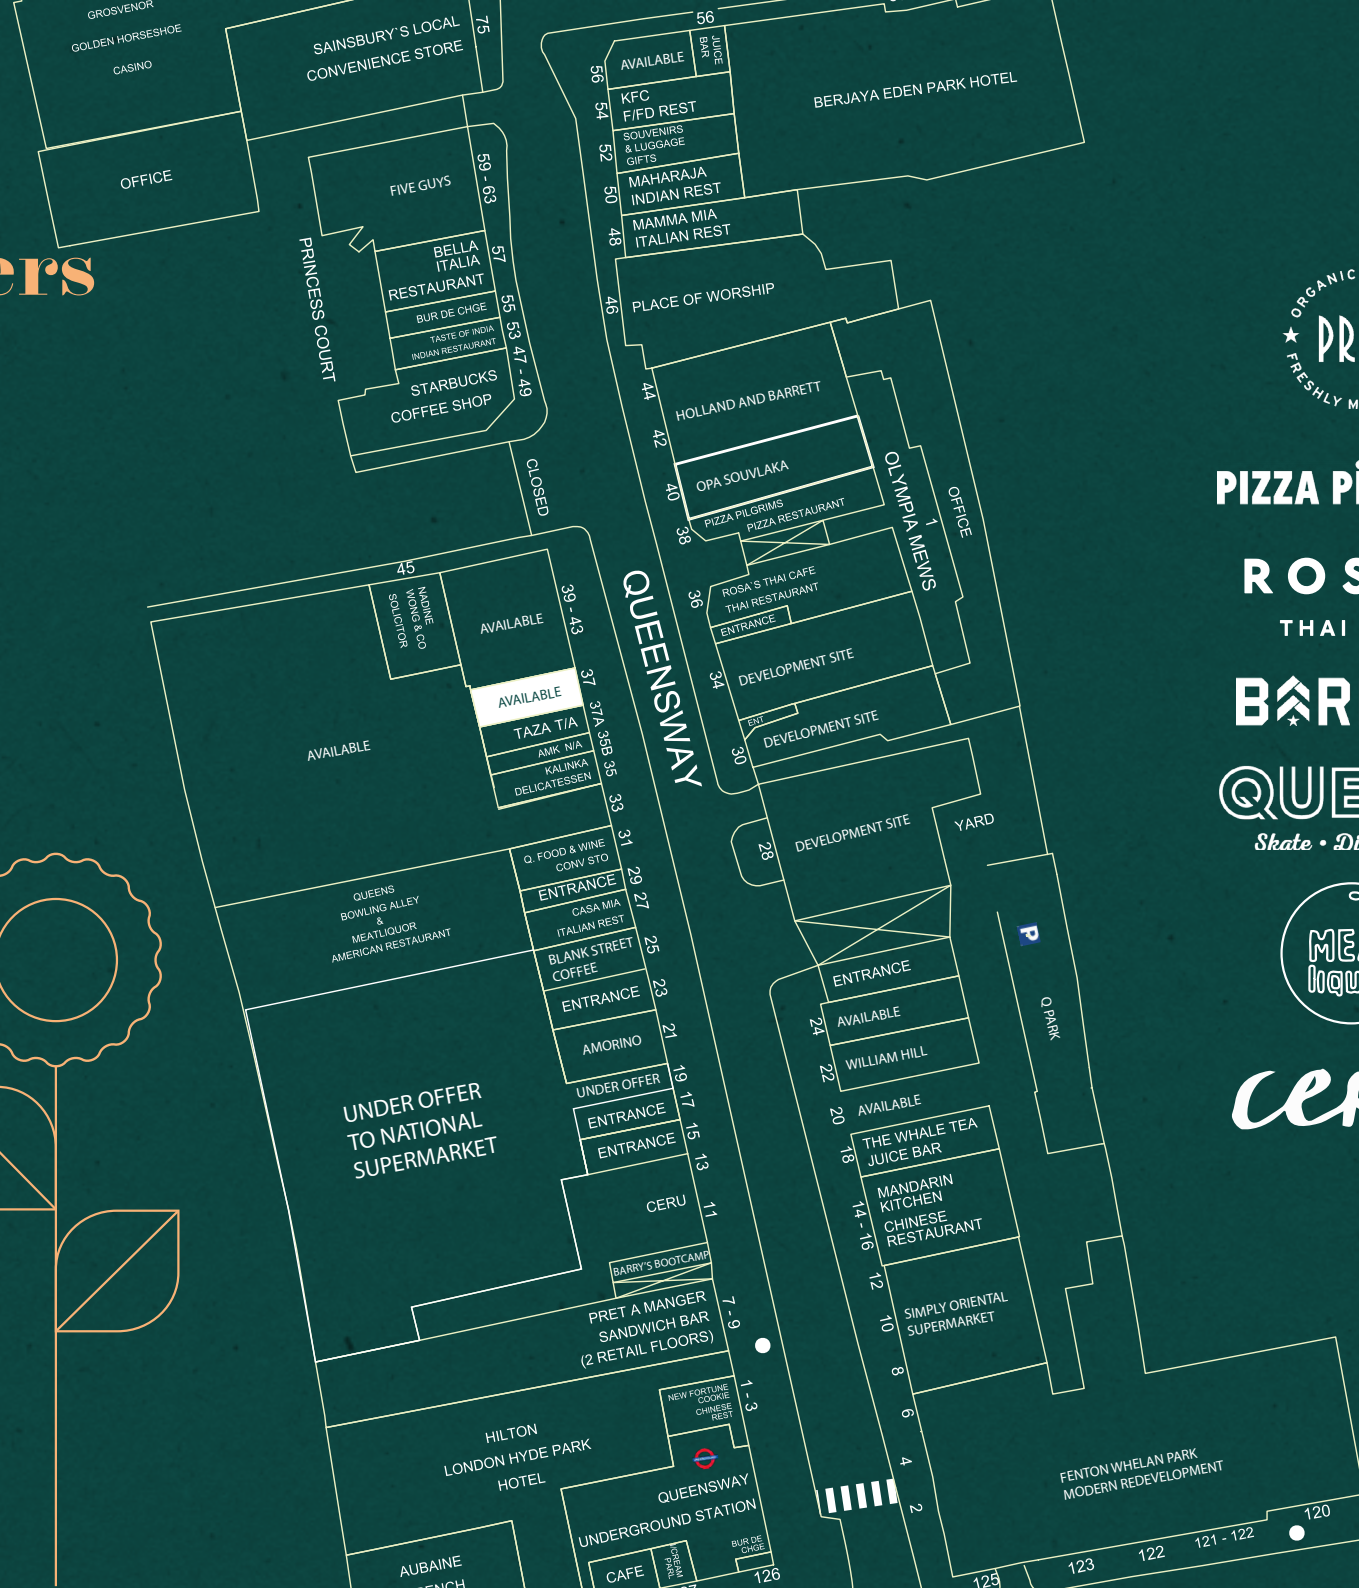 GROSVENOR
GOLDEN HORSESHOE
CASINO
OFFICE
SAINSBURY`S LOCAL
CONVENIENCE STORE
75
56
AVAILABLE
JUICE
BAR
56
KFC
F/FD REST
54
SOUVENIRS
& LUGGAGE
GIFTS
52
MAHARAJA
INDIAN REST
50
MAMMA MIA
ITALIAN REST
48
BERJAYA EDEN PARK HOTEL
PLACE OF WORSHIP
46
FIVE GUYS
59 - 63
BELLA
ITALIA
RESTAURANT
57
BUR DE CHGE
55
TASTE OF INDIA
INDIAN RESTAURANT
53
STARBUCKS
COFFEE SHOP
47 - 49
PRINCESS COURT
ers
CLOSED
HOLLAND AND BARRETT
44
42
OPA SOUVLAKA
40
PIZZA PILGRIMS
PIZZA RESTAURANT
38
OLYMPIA MEWS
1
OFFICE
ROSA`S THAI CAFE
THAI RESTAURANT
36
ENTRANCE
DEVELOPMENT SITE
34
ENT
DEVELOPMENT SITE
30
DEVELOPMENT SITE
28
YARD
QUEENSWAY
45
NADINE
WONG & CO
SOLICITOR
AVAILABLE
39 - 43
AVAILABLE
37
TAZA T/A
37A
AMK N/A
35B
KALINKA
DELICATESSEN
35
AVAILABLE
33
31
Q. FOOD & WINE
CONV STO
ENTRANCE
29
CASA MIA
ITALIAN REST
27
BLANK STREET
COFFEE
25
ENTRANCE
23
AMORINO
21
UNDER OFFER
19
ENTRANCE
17
ENTRANCE
15
13
CERU
11
BARRY'S BOOTCAMP
PRET A MANGER
SANDWICH BAR
(2 RETAIL FLOORS)
7 - 9
QUEENS
BOWLING ALLEY
&
MEATLIQUOR
AMERICAN RESTAURANT
UNDER OFFER
TO NATIONAL
SUPERMARKET
NEW FORTUNE
COOKIE
CHINESE
REST
1 - 3
HILTON
LONDON HYDE PARK
HOTEL
QUEENSWAY
UNDERGROUND STATION
BUR DE
CHGE
126
CAFE
AUBAINE
ENTRANCE
AVAILABLE
24
WILLIAM HILL
22
AVAILABLE
20
THE WHALE TEA
JUICE BAR
18
MANDARIN
KITCHEN
CHINESE
RESTAURANT
14 - 16
SIMPLY ORIENTAL
SUPERMARKET
12
10
8
6
4
2
P
Q PARK
FENTON WHELAN PARK
MODERN REDEVELOPMENT
120
121 - 122
122
123
125
ORGANIC
PR
FRESHLY M
PIZZA P
ROS
THAI
BAR
QUE
Skate • Di
ME
liqu
cer